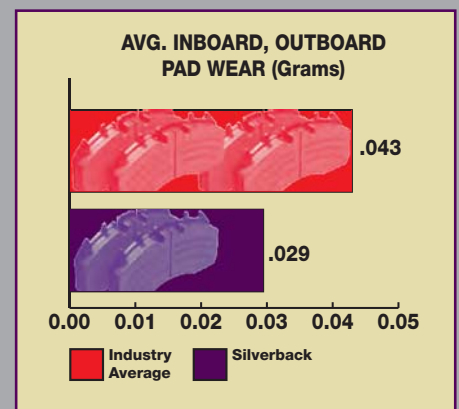 AVG. INBOARD, OUTBOARD
PAD WEAR (Grams)
.043
.029
0.00 0.01 0.02 0.03 0.04 0.05
Industry
Average
Silverback